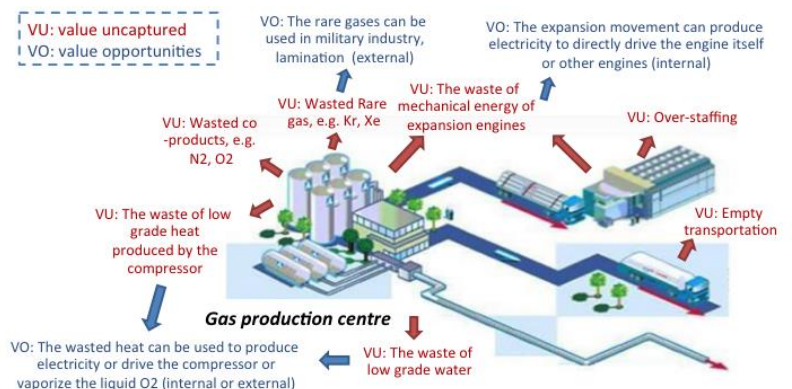 VU: value uncaptured
VO: value opportunities
VO: The rare gases can be
used in military industry,
lamination (external)
VO: The expansion movement can produce
electricity to directly drive the engine itself
or other engines (internal)
VU: Wasted co
-products, e.g.
N2, O2
VU: Wasted Rare
gas, e.g. Kr, Xe
VU: The waste of
mechanical energy of
expansion engines
VU: Over-staffing
VU: The waste of low
grade heat
produced by the
compressor
VU: Empty
transportation
Gas production centre
VO: The wasted heat can be used to produce
electricity or drive the compressor or
vaporize the liquid O2 (internal or external)
VU: The waste of
low grade water